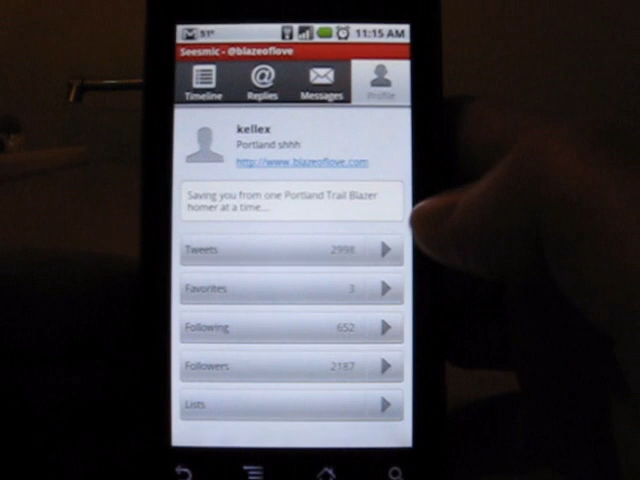 51° 11:15 AM
Seesmic - @blazeoflove
Timeline Replies Messages Profile
kellex
Portland shhh
http://www.blazeoflove.com
Saving you from one Portland Trail Blazer
homer at a time...
Tweets 2998
Favorites 3
Following 652
Followers 2187
Lists